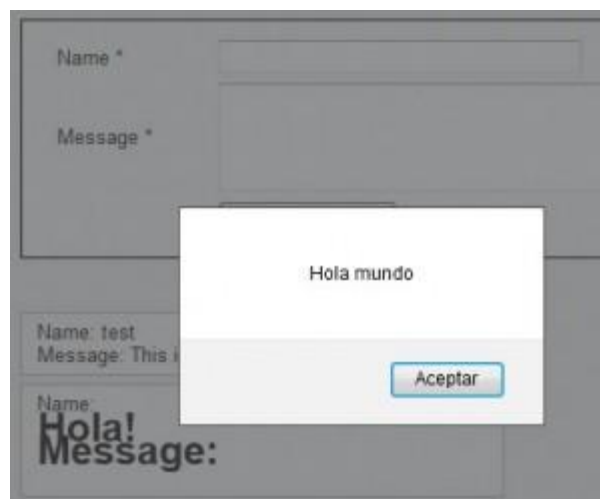 Name *
Message *
Hola mundo
Aceptar
Name: test
Message: This i
Name:
Hola!
Message: